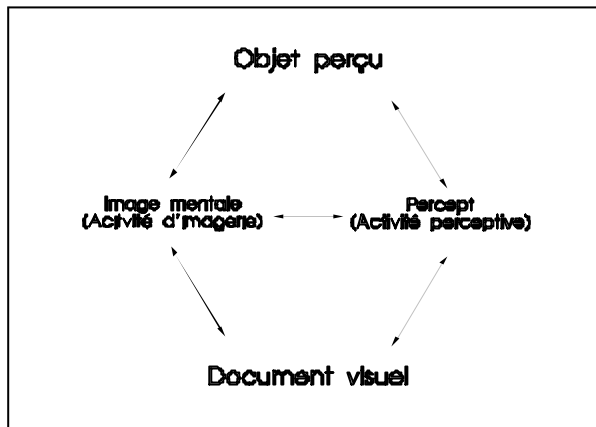 Objet perçu
Image mentale
(Activité d'imagerie)
Percept
(Activité perceptive)
Document visuel